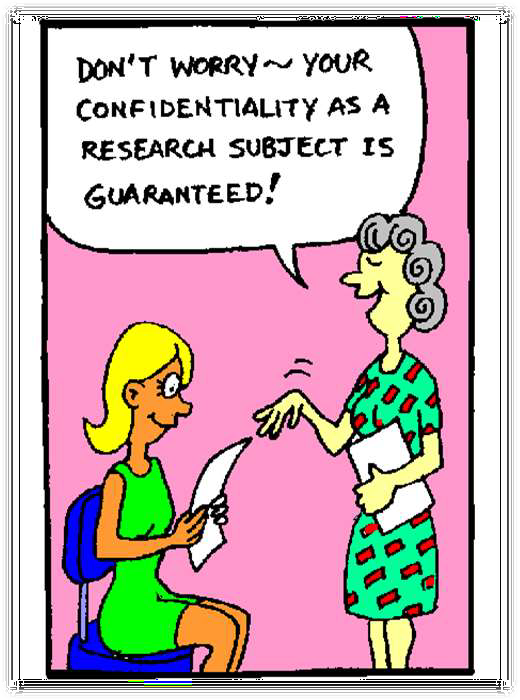 DON'T WORRY~ YOUR
CONFIDENTIALITY AS A
RESEARCH SUBJECT IS
GUARANTEED!